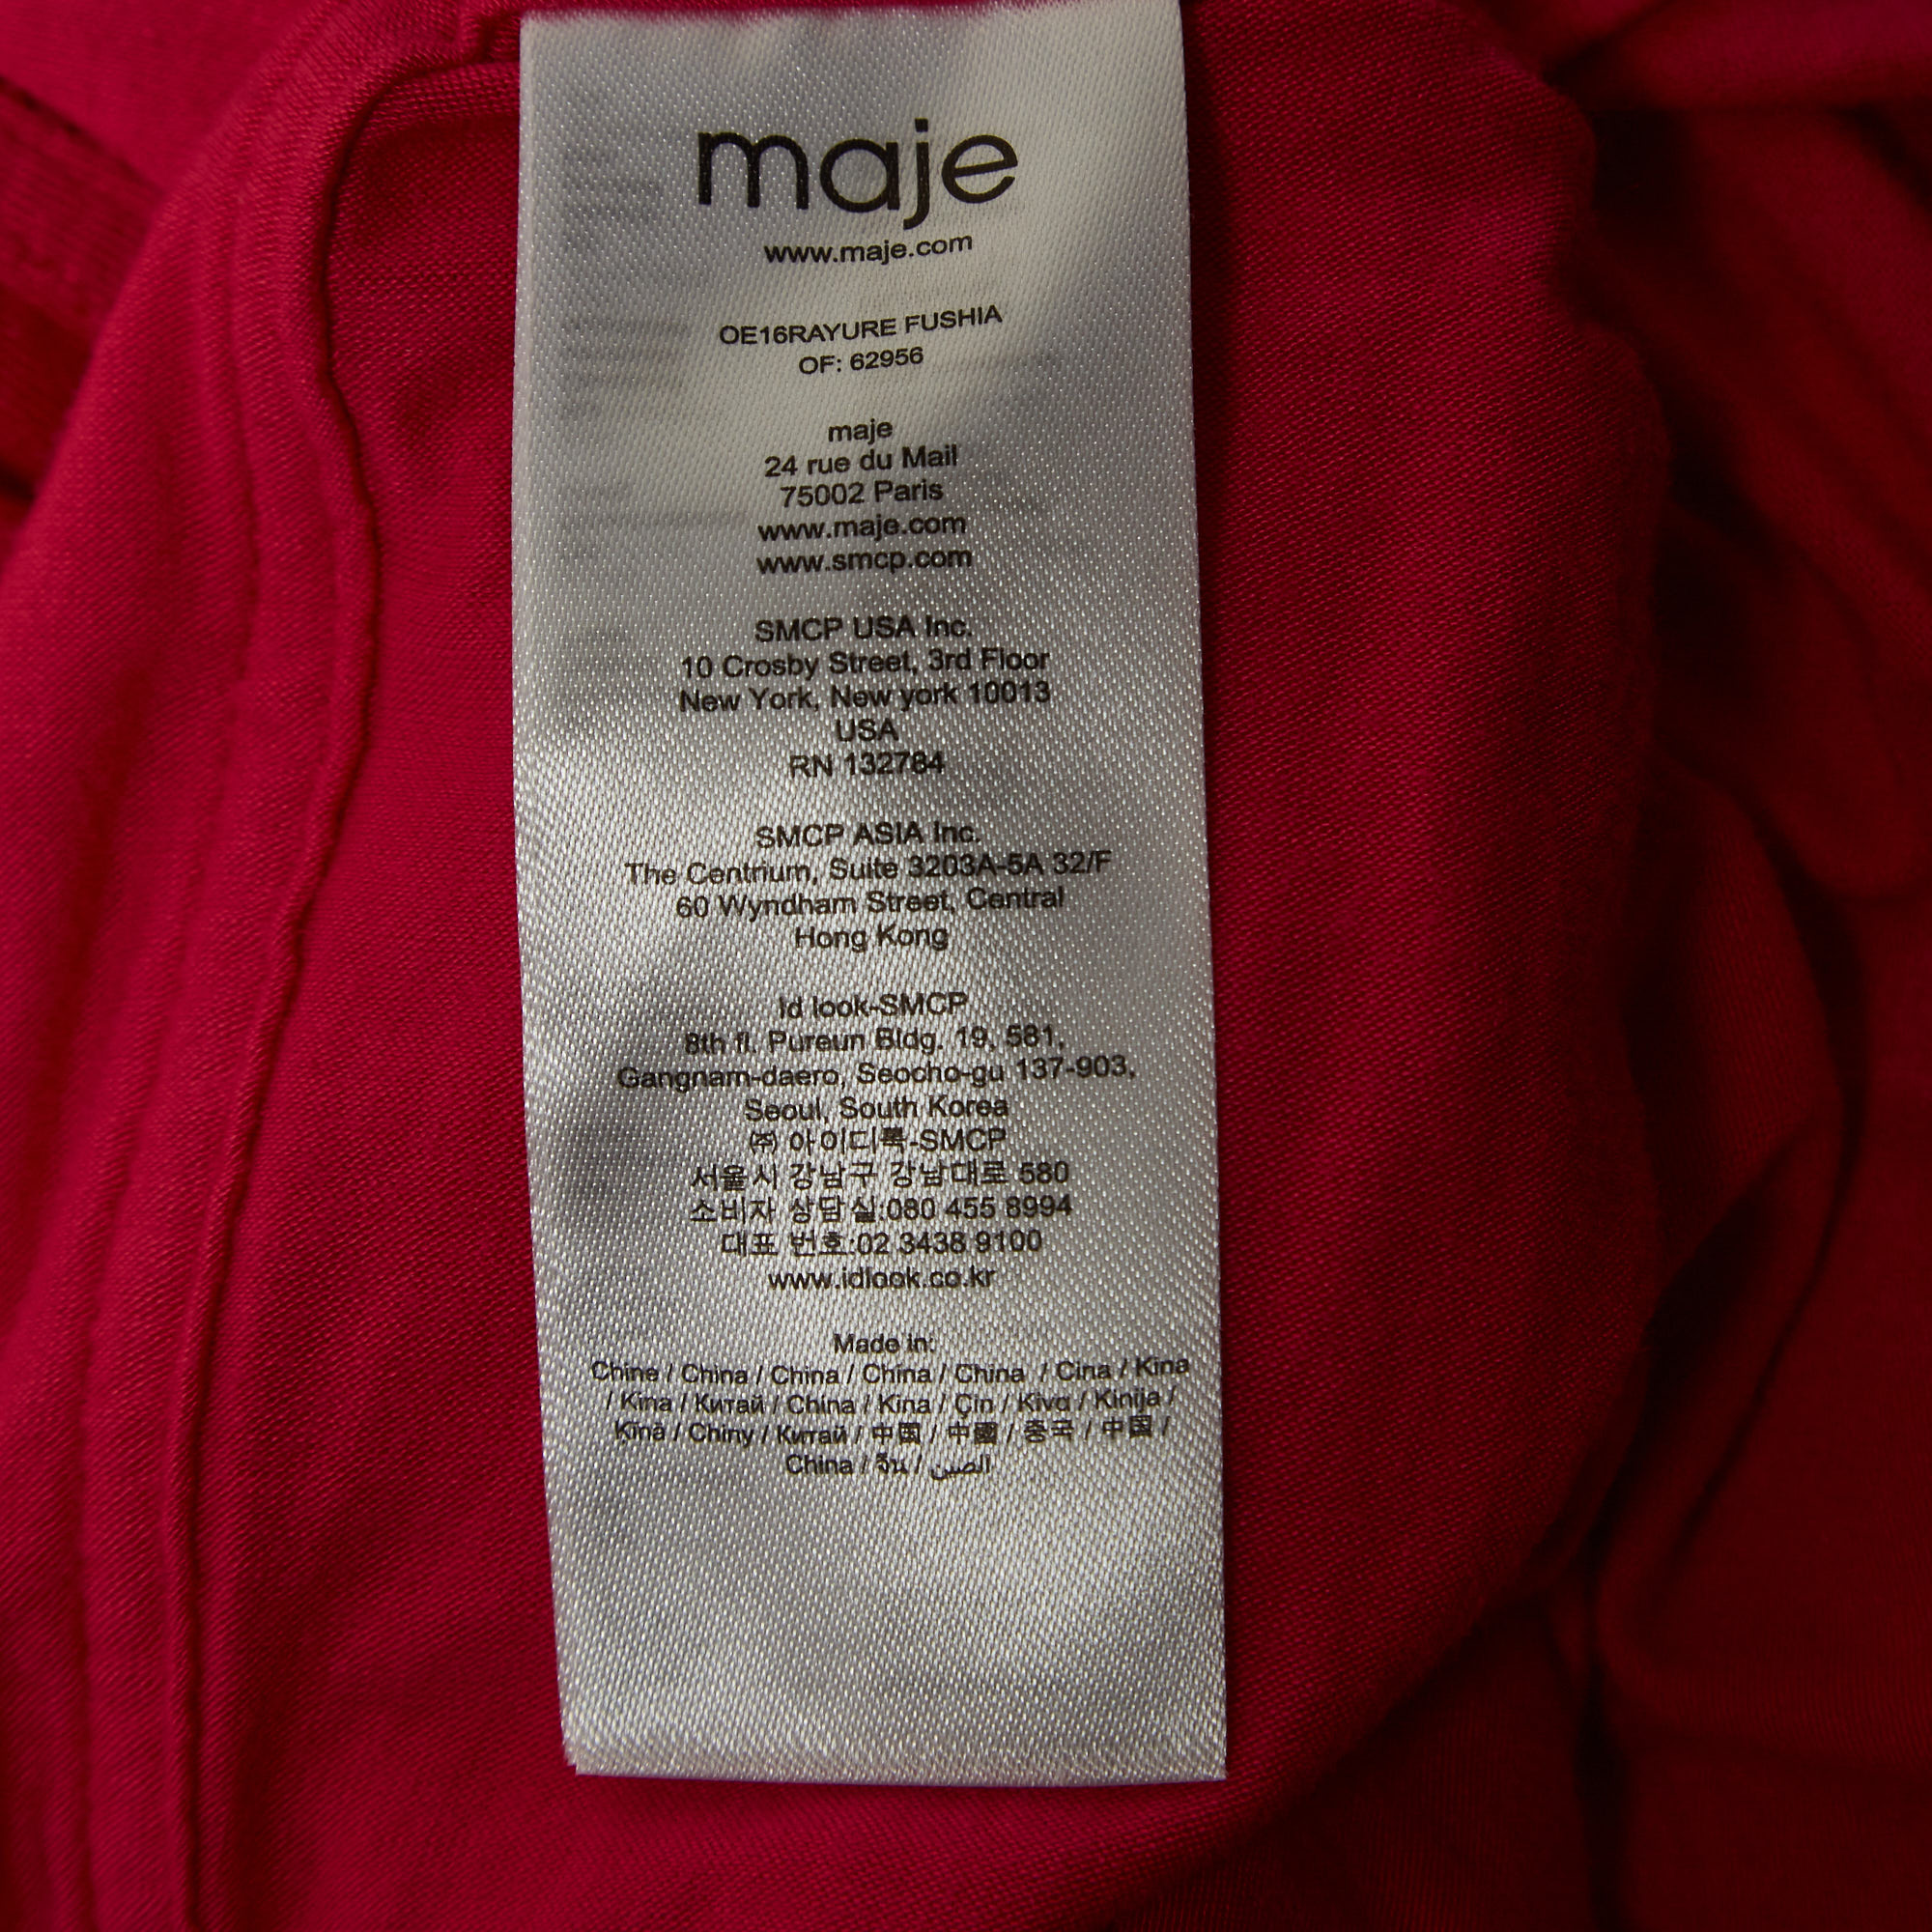 maje
www.maje.com
OE16RAYURE FUSHIA
OF: 62956
maje
24 rue du Mail
75002 Paris
www.maje.com
www.smcp.com
SMCP USA Inc.
10 Crosby Street, 3rd Floor
New York, New york 10013
USA
RN 132784
SMCP ASIA Inc.
The Centrium, Suite 3203A-5A 32/F
60 Wyndham Street, Central
Hong Kong
Id look-SMCP
8th fl. Pureun Bldg. 19, 581,
Gangnam-daero, Seocho-gu 137-903,
Seoul, South Korea
㈜ 아이디룩-SMCP
서울시 강남구 강남대로 580
소비자 상담실:080 455 8994
대표 번호:02 3438 9100
www.idlook.co.kr
Made in:
Chine / China / China / China / China / Cina / Kina
/ Kina / Китай / China / Kina / Çin / Kίνα / Kinija /
Ķīnā / Chiny / Китай / 中国 / 中國 / 중국 / 中国 /
China / จีน / الصين